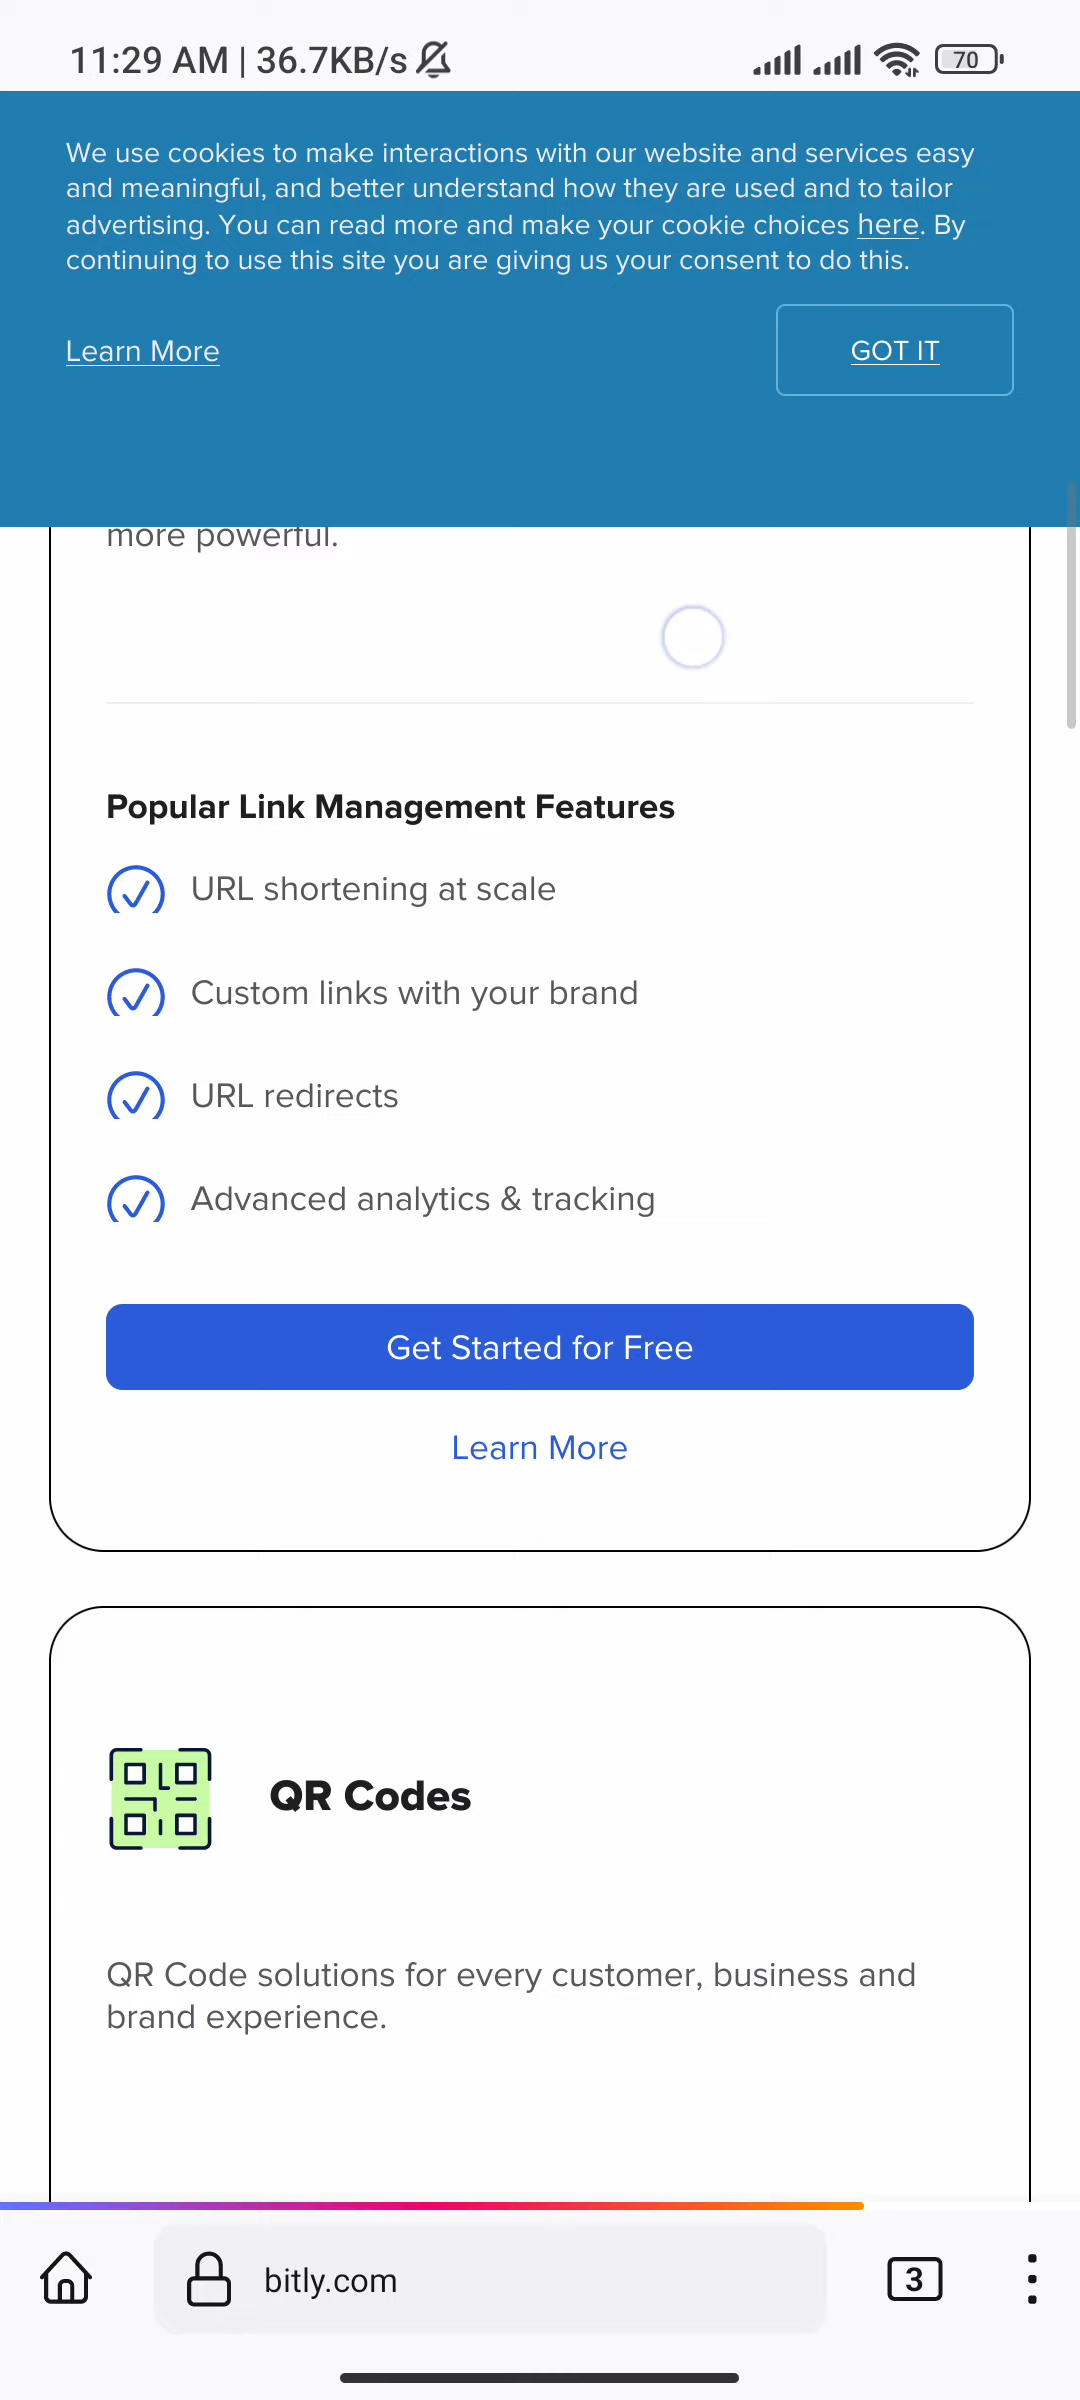 11:29 AM | 36.7KB/s
70
We use cookies to make interactions with our website and services easy
and meaningful, and better understand how they are used and to tailor
advertising. You can read more and make your cookie choices here. By
continuing to use this site you are giving us your consent to do this.
Learn More
GOT IT
more powerful.
Popular Link Management Features
URL shortening at scale
Custom links with your brand
URL redirects
Advanced analytics & tracking
Get Started for Free
Learn More
QR Codes
QR Code solutions for every customer, business and
brand experience.
bitly.com
3